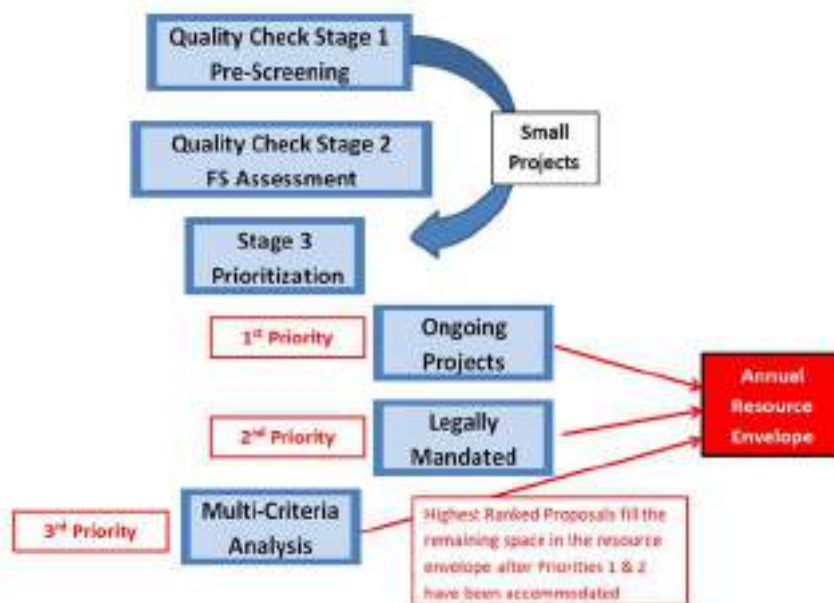 Quality Check Stage 1
Pre-Screening
Small
Projects
Quality Check Stage 2
FS Assessment
Stage 3
Prioritization
1st Priority
Ongoing
Projects
Annual
Resource
Envelope
2nd Priority
Legally
Mandated
3rd Priority
Multi-Criteria
Analysis
Highest Ranked Proposals fill the
remaining space in the resource
envelope after Priorities 1 & 2
have been accommodated